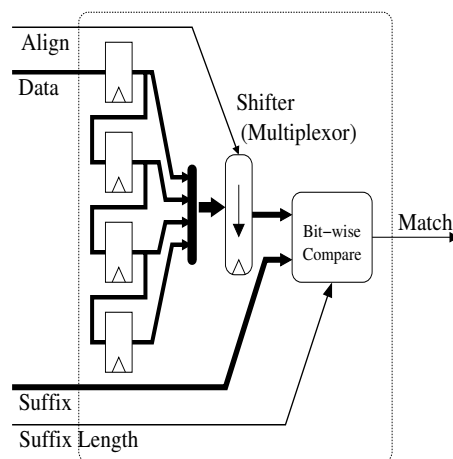 Align
Data
Shifter
(Multiplexor)
Bit−wise
Compare
Match
Suffix
Suffix Length